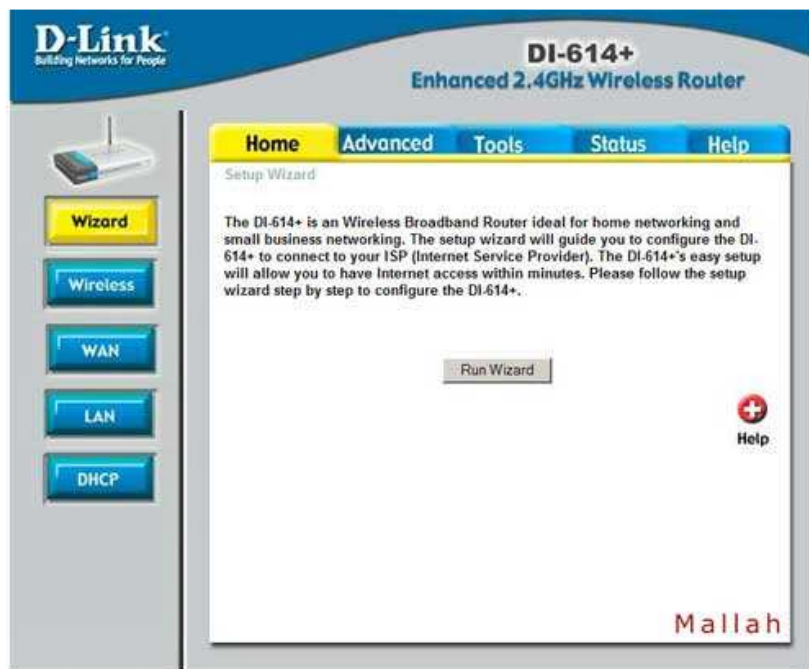 D-Link
Building Networks for People
DI-614+
Enhanced 2.4GHz Wireless Router
Home
Advanced
Tools
Status
Help
Wizard
Wireless
WAN
LAN
DHCP
Setup Wizard
The DI-614+ is an Wireless Broadband Router ideal for home networking and
small business networking. The setup wizard will guide you to configure the DI-
614+ to connect to your ISP (Internet Service Provider). The DI-614+'s easy setup
will allow you to have Internet access within minutes. Please follow the setup
wizard step by step to configure the DI-614+.
Run Wizard
Help
Mallah